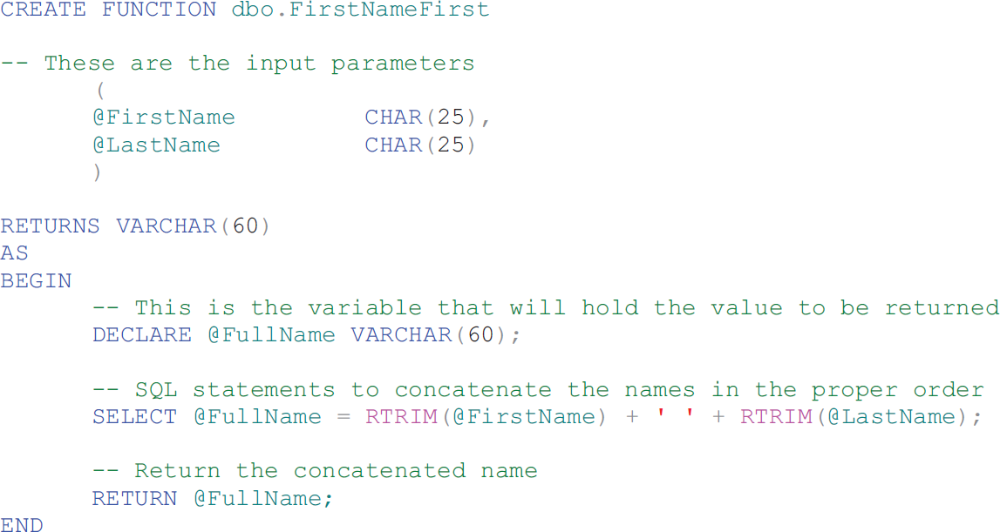 CREATE FUNCTION dbo.FirstNameFirst
-- These are the input parameters
(
@FirstName CHAR(25),
@LastName CHAR(25)
)
RETURNS VARCHAR(60)
AS
BEGIN
-- This is the variable that will hold the value to be returned
DECLARE @FullName VARCHAR(60);
-- SQL statements to concatenate the names in the proper order
SELECT @FullName = RTRIM(@FirstName) + ' ' + RTRIM(@LastName);
-- Return the concatenated name
RETURN @FullName;
END